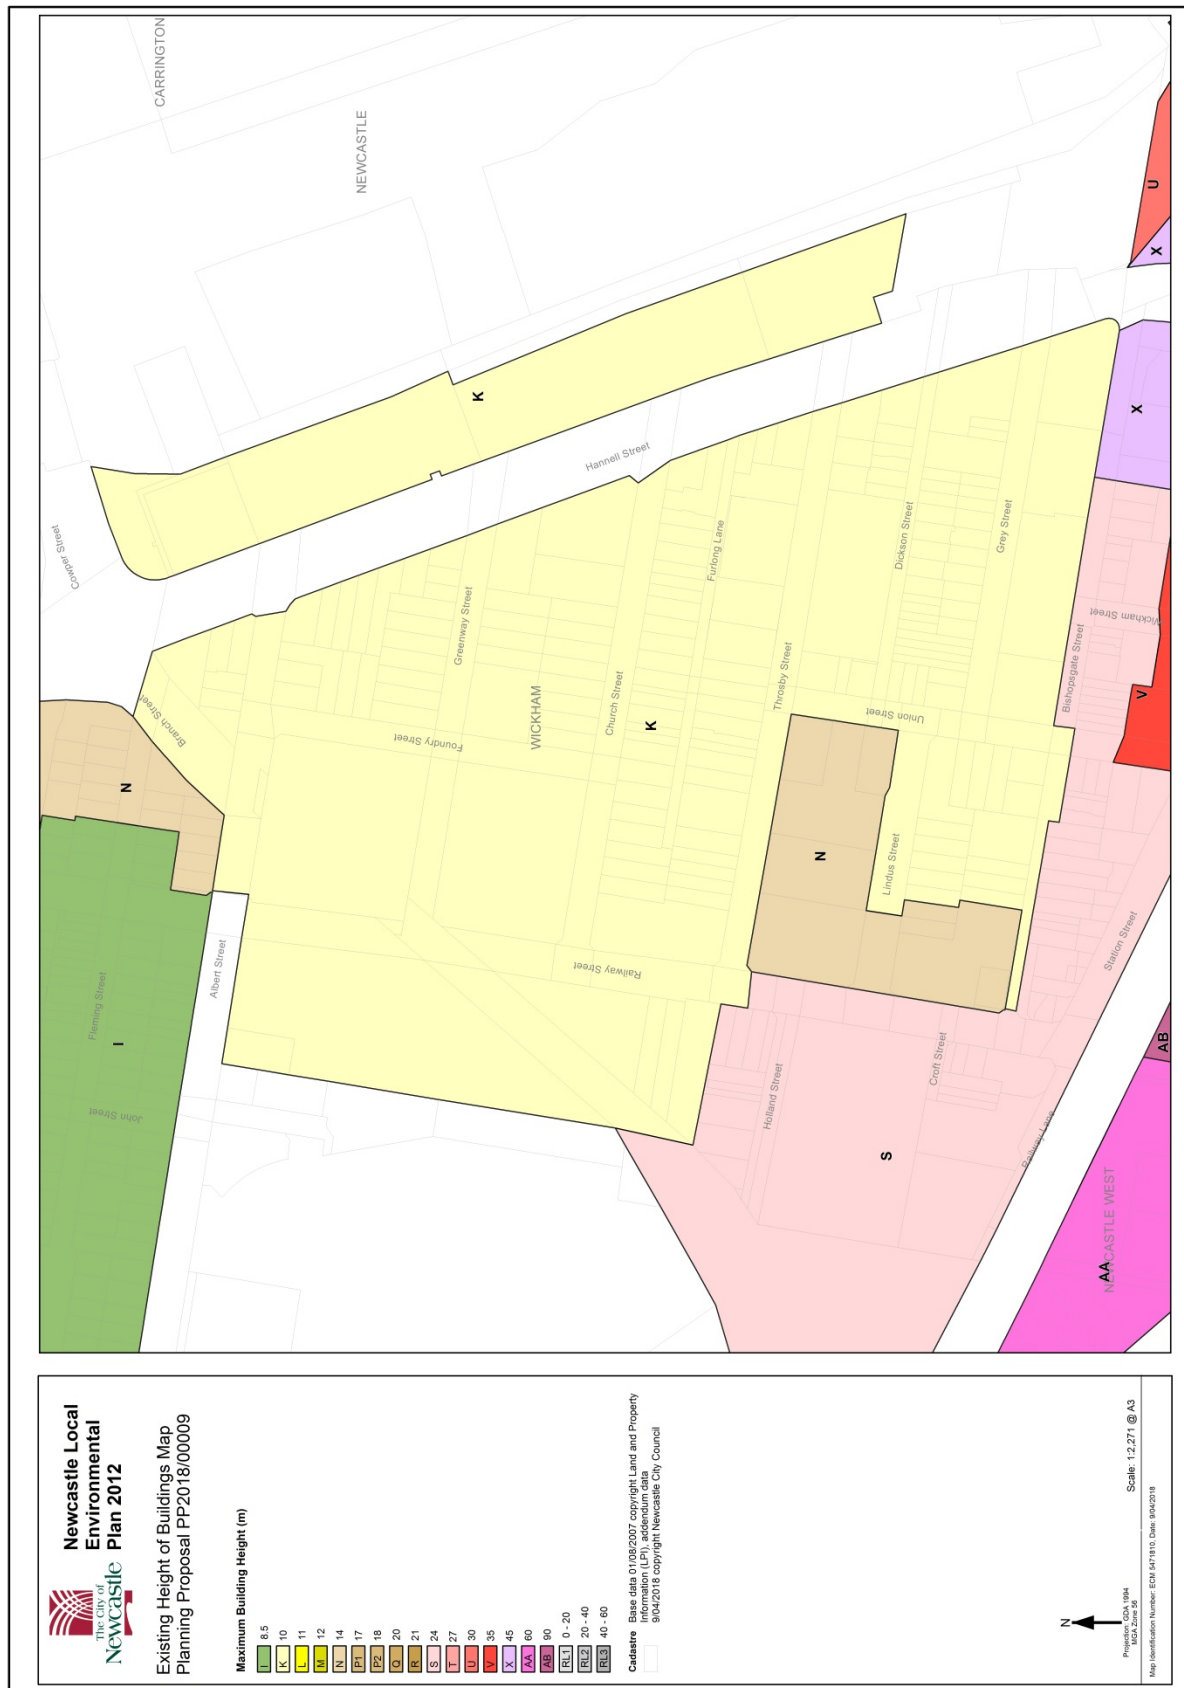 The City of
Newcastle
Newcastle Local
Environmental
Plan 2012
Existing Height of Buildings Map
Planning Proposal PP2018/00009
Maximum Building Height (m)
I 8.5
K 10
L 11
M 12
N 14
P1 17
P2 18
Q 20
R 21
S 24
T 27
U 30
V 35
X 45
AA 60
AB 90
RL1 0 - 20
RL2 20 - 40
RL3 40 - 60
Cadastre
Base data 01/08/2007 copyright Land and Property
Information (LPI), addendum data
9/04/2018 copyright Newcastle City Council
N
Projection: GDA 1994
MGA Zone 56
Scale: 1:2,271 @ A3
Map Identification Number: ECM 5471810, Date: 9/04/2018
CARRINGTON
NEWCASTLE
Cowper Street
K
Hannell Street
Branch Street
N
Fleming Street
I
John Street
Albert Street
Greenway Street
Foundry Street
WICKHAM
Church Street
K
Furlong Lane
Throsby Street
Dickson Street
Grey Street
Union Street
Railway Street
N
Lindus Street
Bishopsgate Street
Wickham Street
V
X
X
U
Holland Street
Croft Street
Station Street
Railway Lane
S
AB
AA
NEWCASTLE WEST